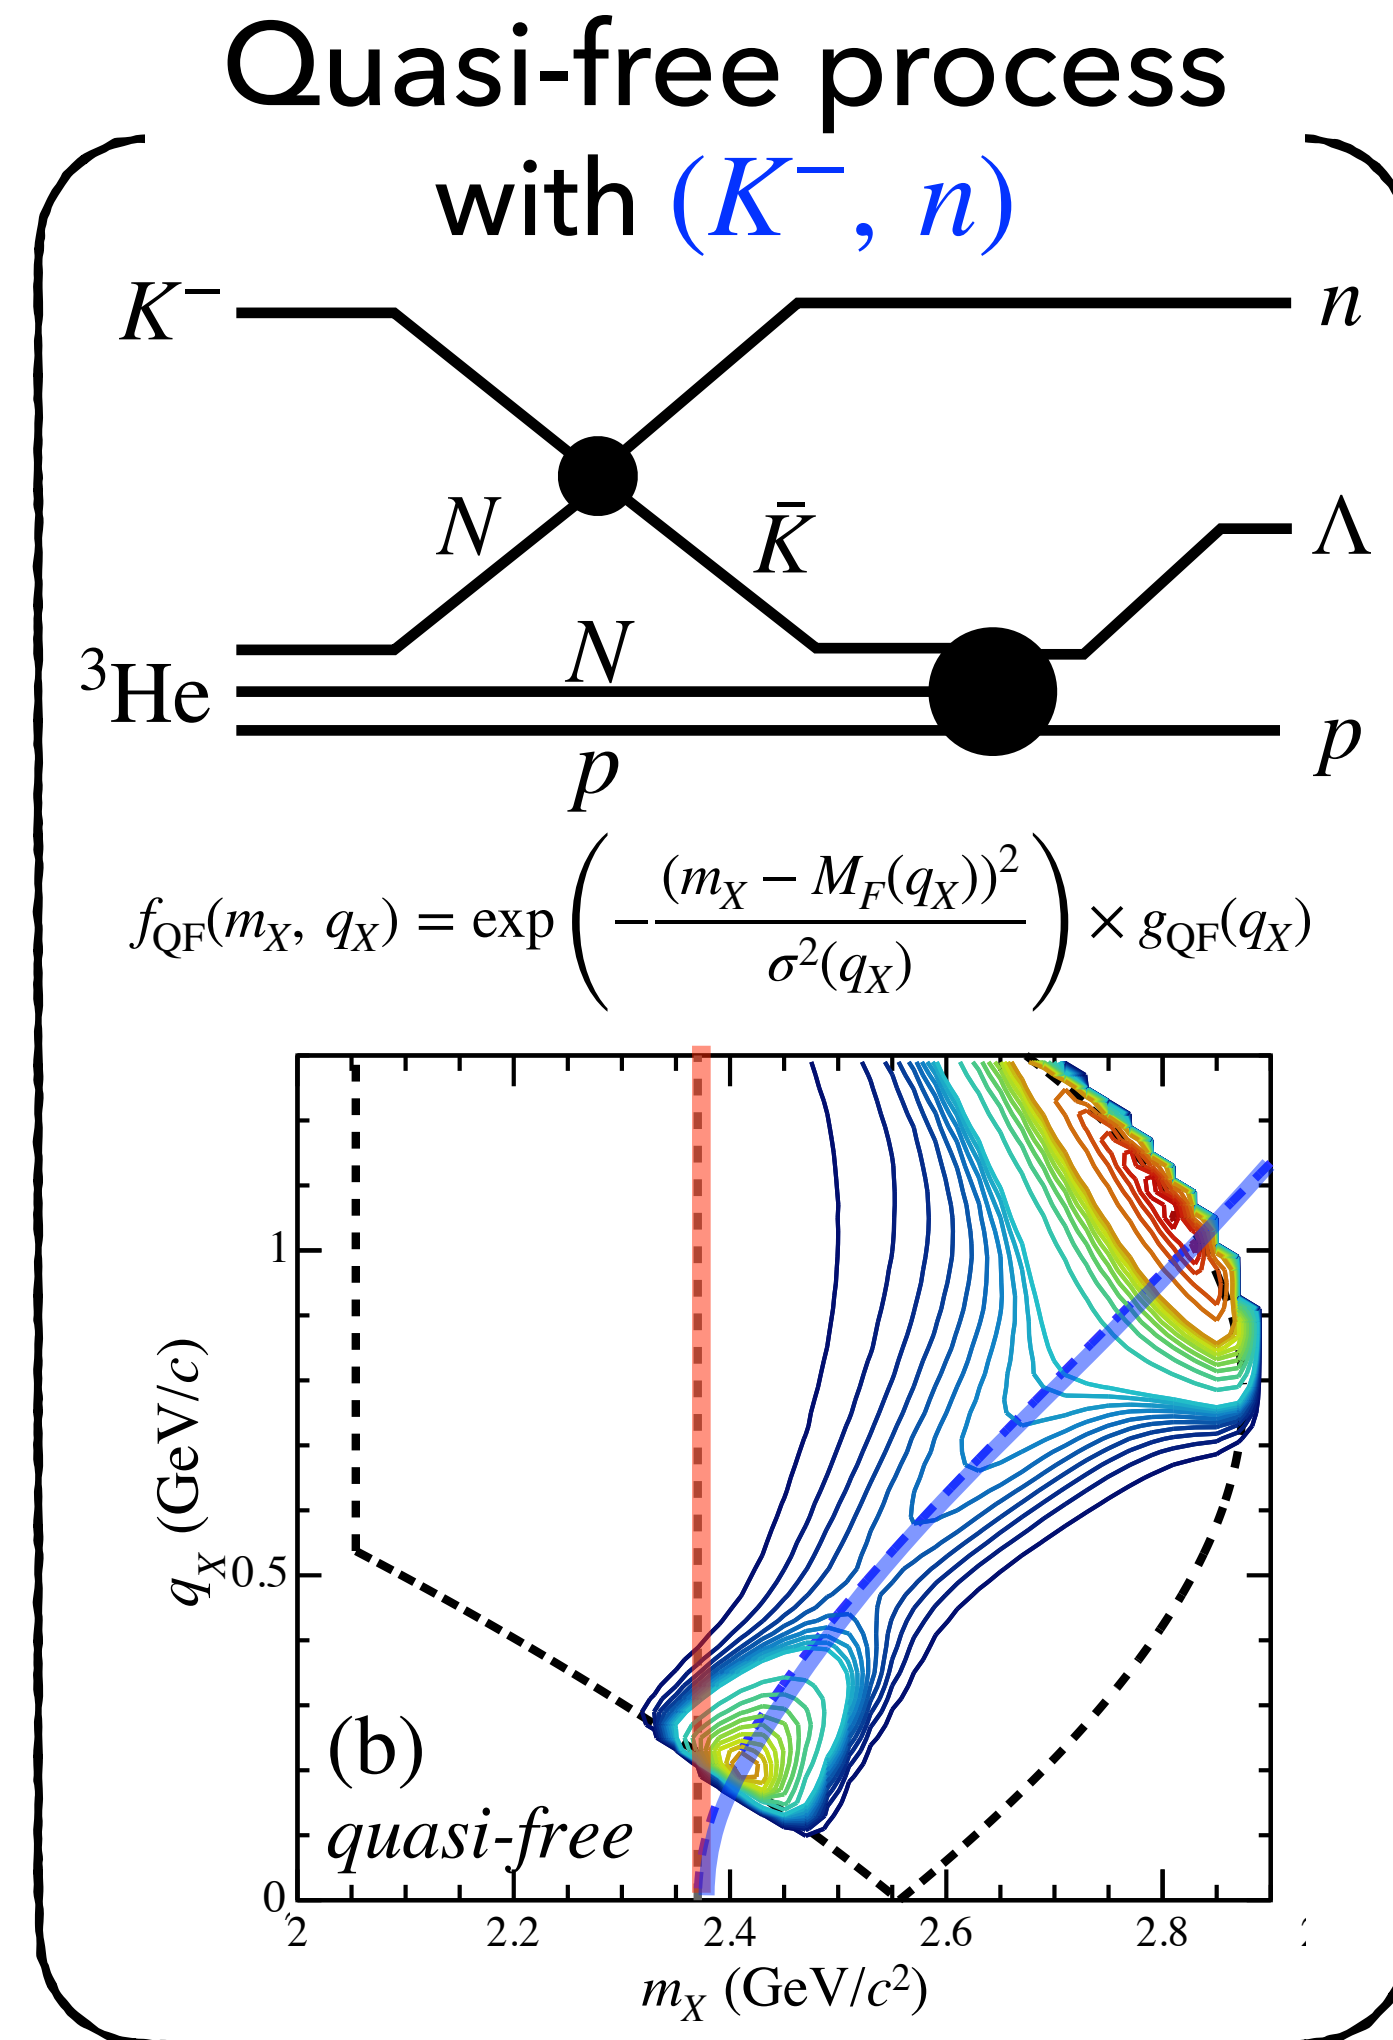 Quasi-free process
with (K⁻, n)
K⁻
n
N
K̄
Λ
N
³He
p
p
f_QF(m_X, q_X) = exp ( − (m_X − M_F(q_X))² / σ²(q_X) ) × g_QF(q_X)
1
0.5
0
q_X (GeV/c)
(b)
quasi-free
2 2.2 2.4 2.6 2.8
m_X (GeV/c²)